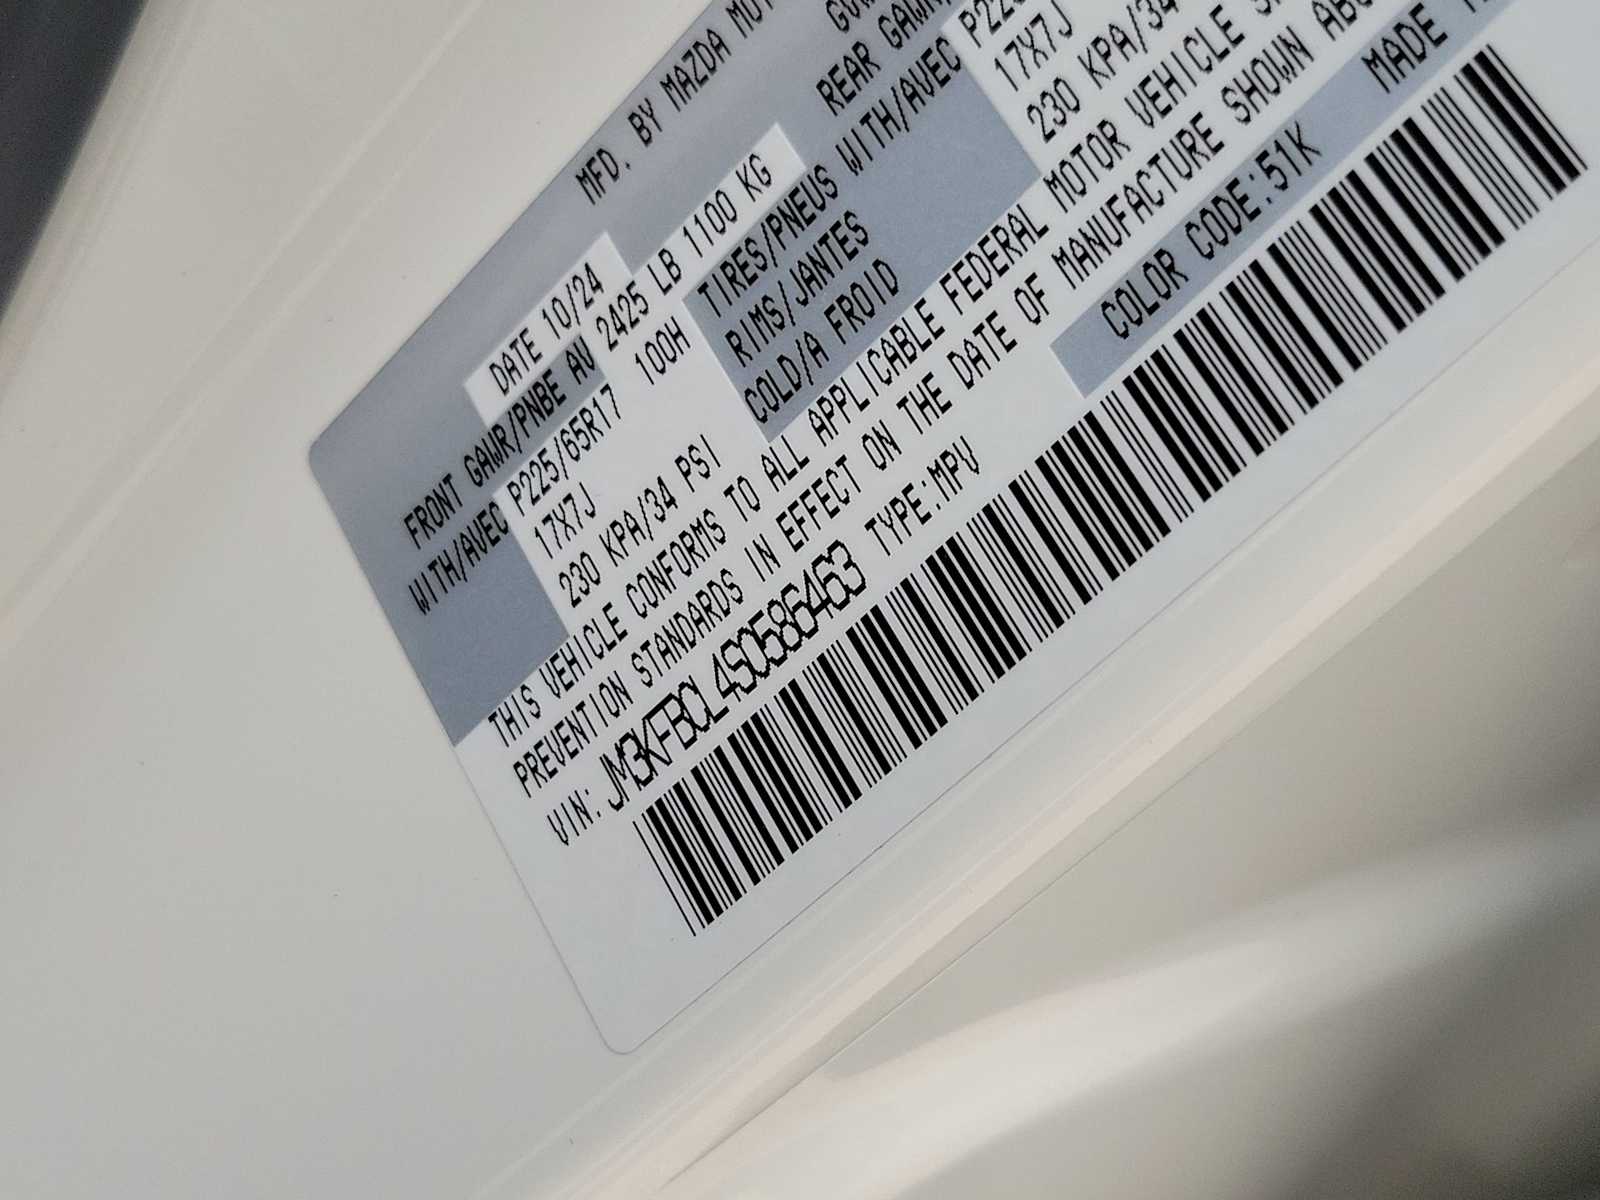 MFD. BY MAZDA MOT
DATE 10/24
FRONT GAWR/PNBE AV 2425 LB 1100 KG
WITH/AVEC P225/65R17 100H
17X7J
230 KPA/34 PSI
REAR GAWR/
TIRES/PNEUS WITH/AVEC P225
RIMS/JANTES 17X7J
COLD/A FROID 230 KPA/34
THIS VEHICLE CONFORMS TO ALL APPLICABLE FEDERAL MOTOR VEHICLE
PREVENTION STANDARDS IN EFFECT ON THE DATE OF MANUFACTURE SHOWN
VIN: JM3KFBCL4S0586463 TYPE:MPV COLOR CODE:51K MADE